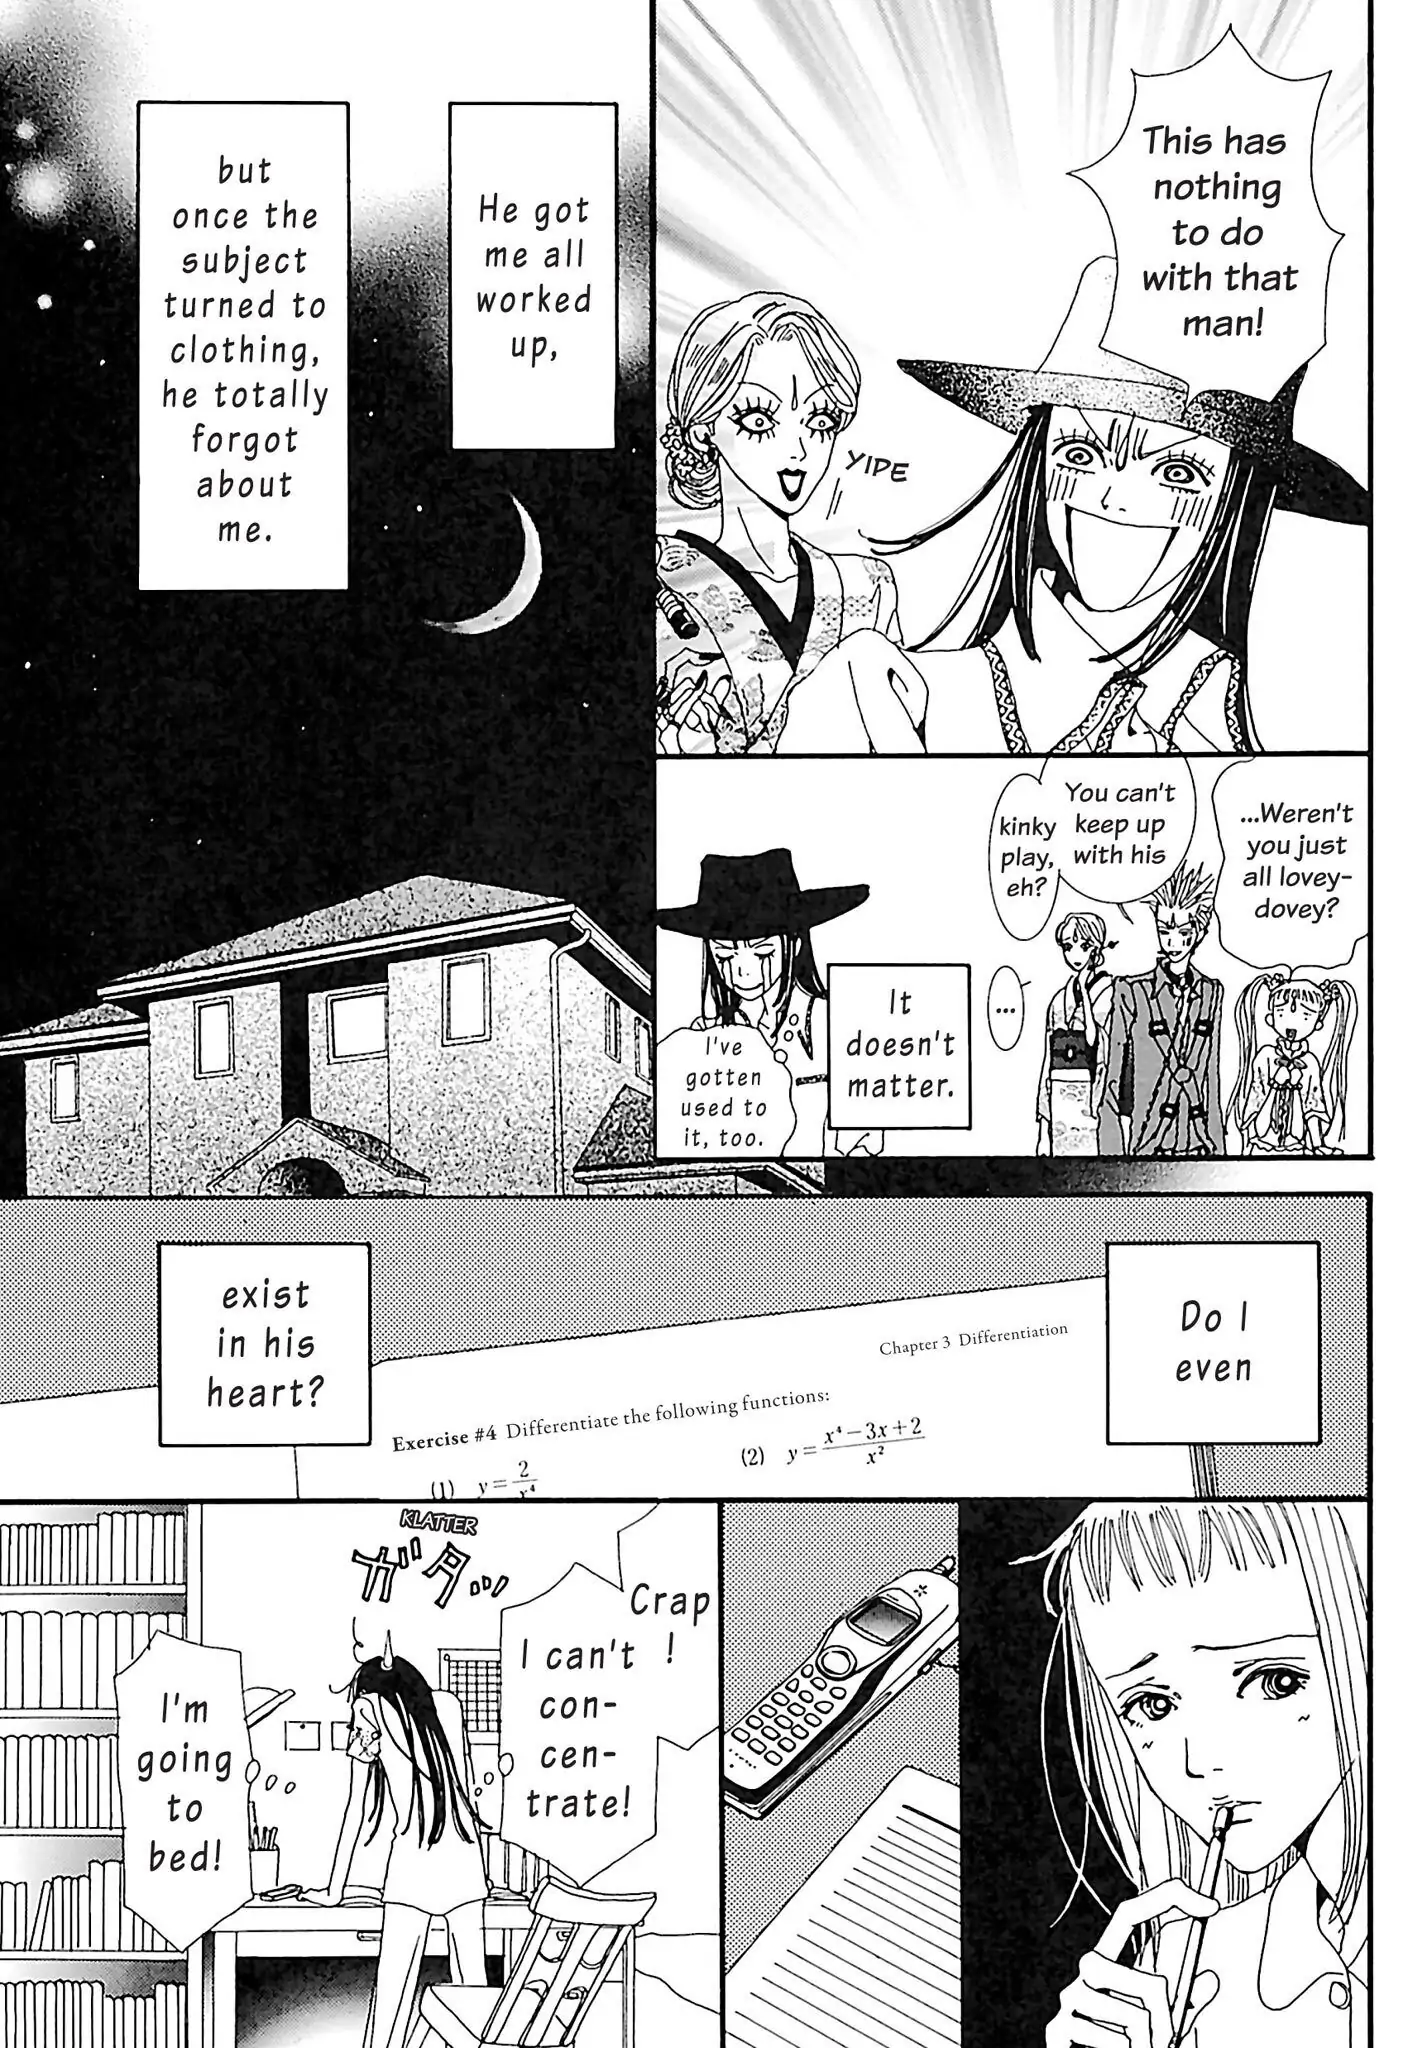 This has
nothing
to do
with that
man!
YIPE
...Weren't
you just
all lovey-
dovey?
You can't
keep up
with his
kinky
play,
eh?
...
It
doesn't
matter.
I've
gotten
used to
it, too.
He got
me all
worked
up,
but
once the
subject
turned to
clothing,
he totally
forgot
about
me.
Do I
even
exist
in his
heart?
Chapter 3 Differentiation
Exercise #4 Differentiate the following functions:
(1) y = 2/x⁴
(2) y = x⁴ − 3x + 2/x²
Crap
!
I can't
con-
cen-
trate!
KLATTER
ガタッ
I'm
going
to
bed!